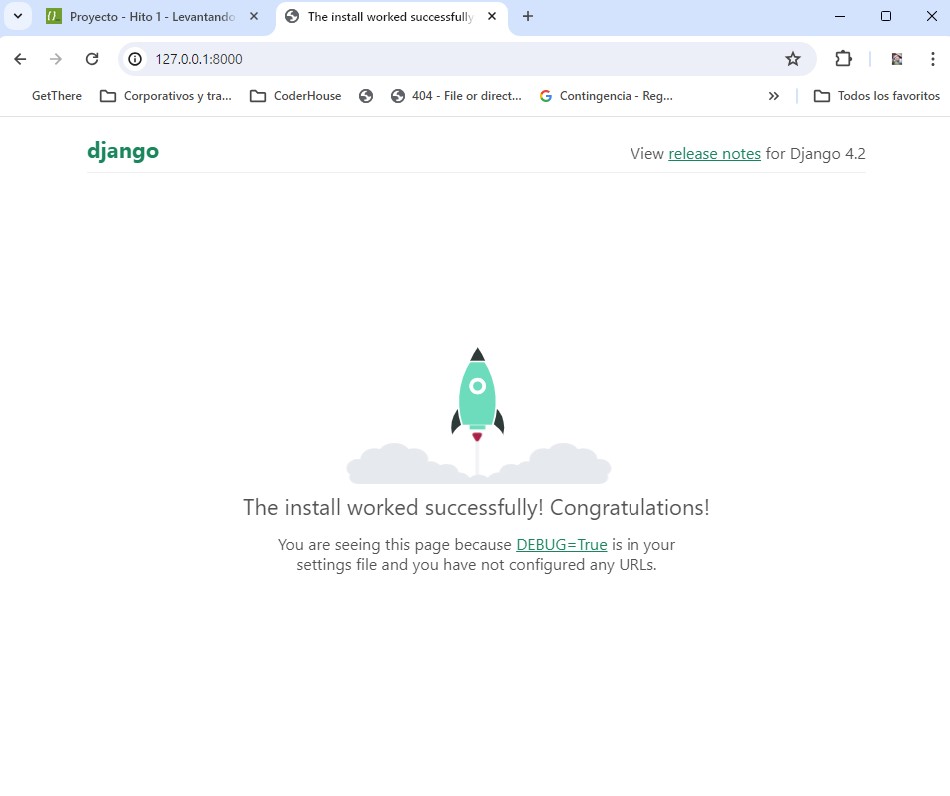 Proyecto - Hito 1 - Levantando
The install worked successfully
127.0.0.1:8000
GetThere
Corporativos y tra...
CoderHouse
404 - File or direct...
Contingencia - Reg...
Todos los favoritos
django
View release notes for Django 4.2
The install worked successfully! Congratulations!
You are seeing this page because DEBUG=True is in your
settings file and you have not configured any URLs.